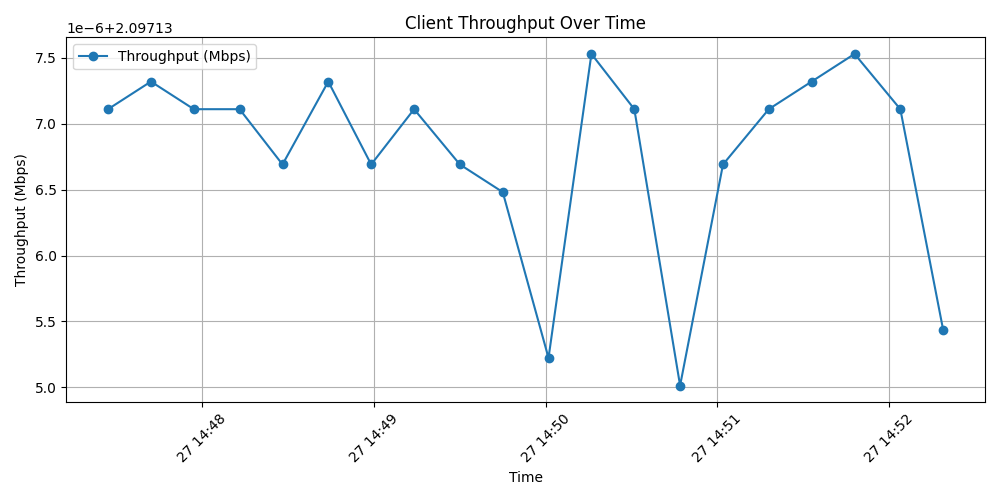 Client Throughput Over Time
1e−6+2.09713
Throughput (Mbps)
7.5
7.0
6.5
6.0
5.5
5.0
Throughput (Mbps)
27 14:48
27 14:49
27 14:50
27 14:51
27 14:52
Time